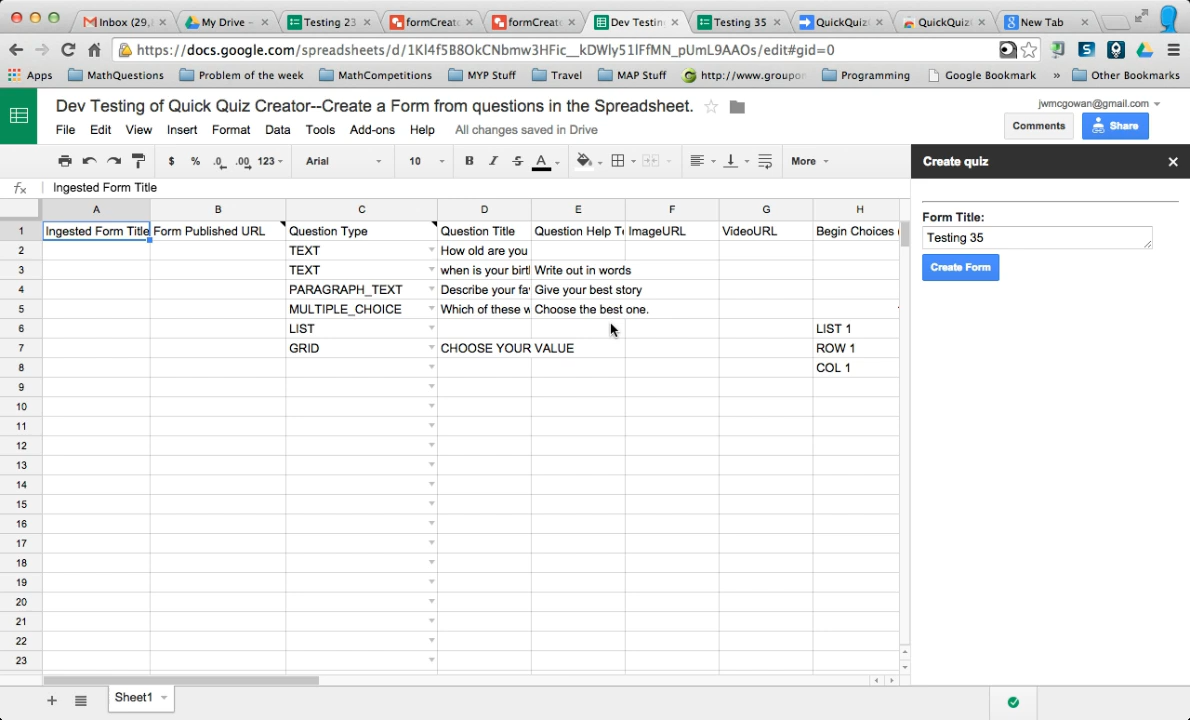 Inbox (29,
My Drive -
Testing 23
formCreate
formCreate
Dev Testin
Testing 35
QuickQuiz
QuickQuiz
New Tab
https://docs.google.com/spreadsheets/d/1Kl4f5B8OkCNbmw3HFic__kDWly51lFfMN_pUmL9AAOs/edit#gid=0
Apps
MathQuestions
Problem of the week
MathCompetitions
MYP Stuff
Travel
MAP Stuff
http://www.groupon
Programming
Google Bookmark
»
Other Bookmarks
Dev Testing of Quick Quiz Creator--Create a Form from questions in the Spreadsheet.
jwmcgowan@gmail.com
File Edit View Insert Format Data Tools Add-ons Help All changes saved in Drive
Comments
Share
$ % .0 .00 123
Arial
10
B I S A
More
Create quiz
fx Ingested Form Title
A B C D E F G H
1 Ingested Form Title Form Published URL Question Type Question Title Question Help Te ImageURL VideoURL Begin Choices (
2 TEXT How old are you
3 TEXT when is your birt Write out in words
4 PARAGRAPH_TEXT Describe your fa Give your best story
5 MULTIPLE_CHOICE Which of these w Choose the best one.
6 LIST LIST 1
7 GRID CHOOSE YOUR VALUE ROW 1
8 COL 1
9
10
11
12
13
14
15
16
17
18
19
20
21
22
23
Form Title:
Testing 35
Create Form
Sheet1